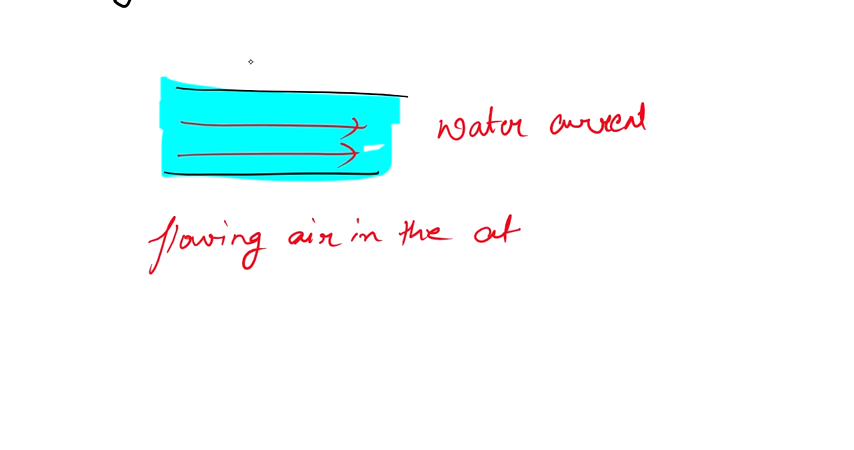 Water current
flowing air in the at